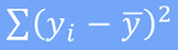 ∑(yᵢ − y̅)²